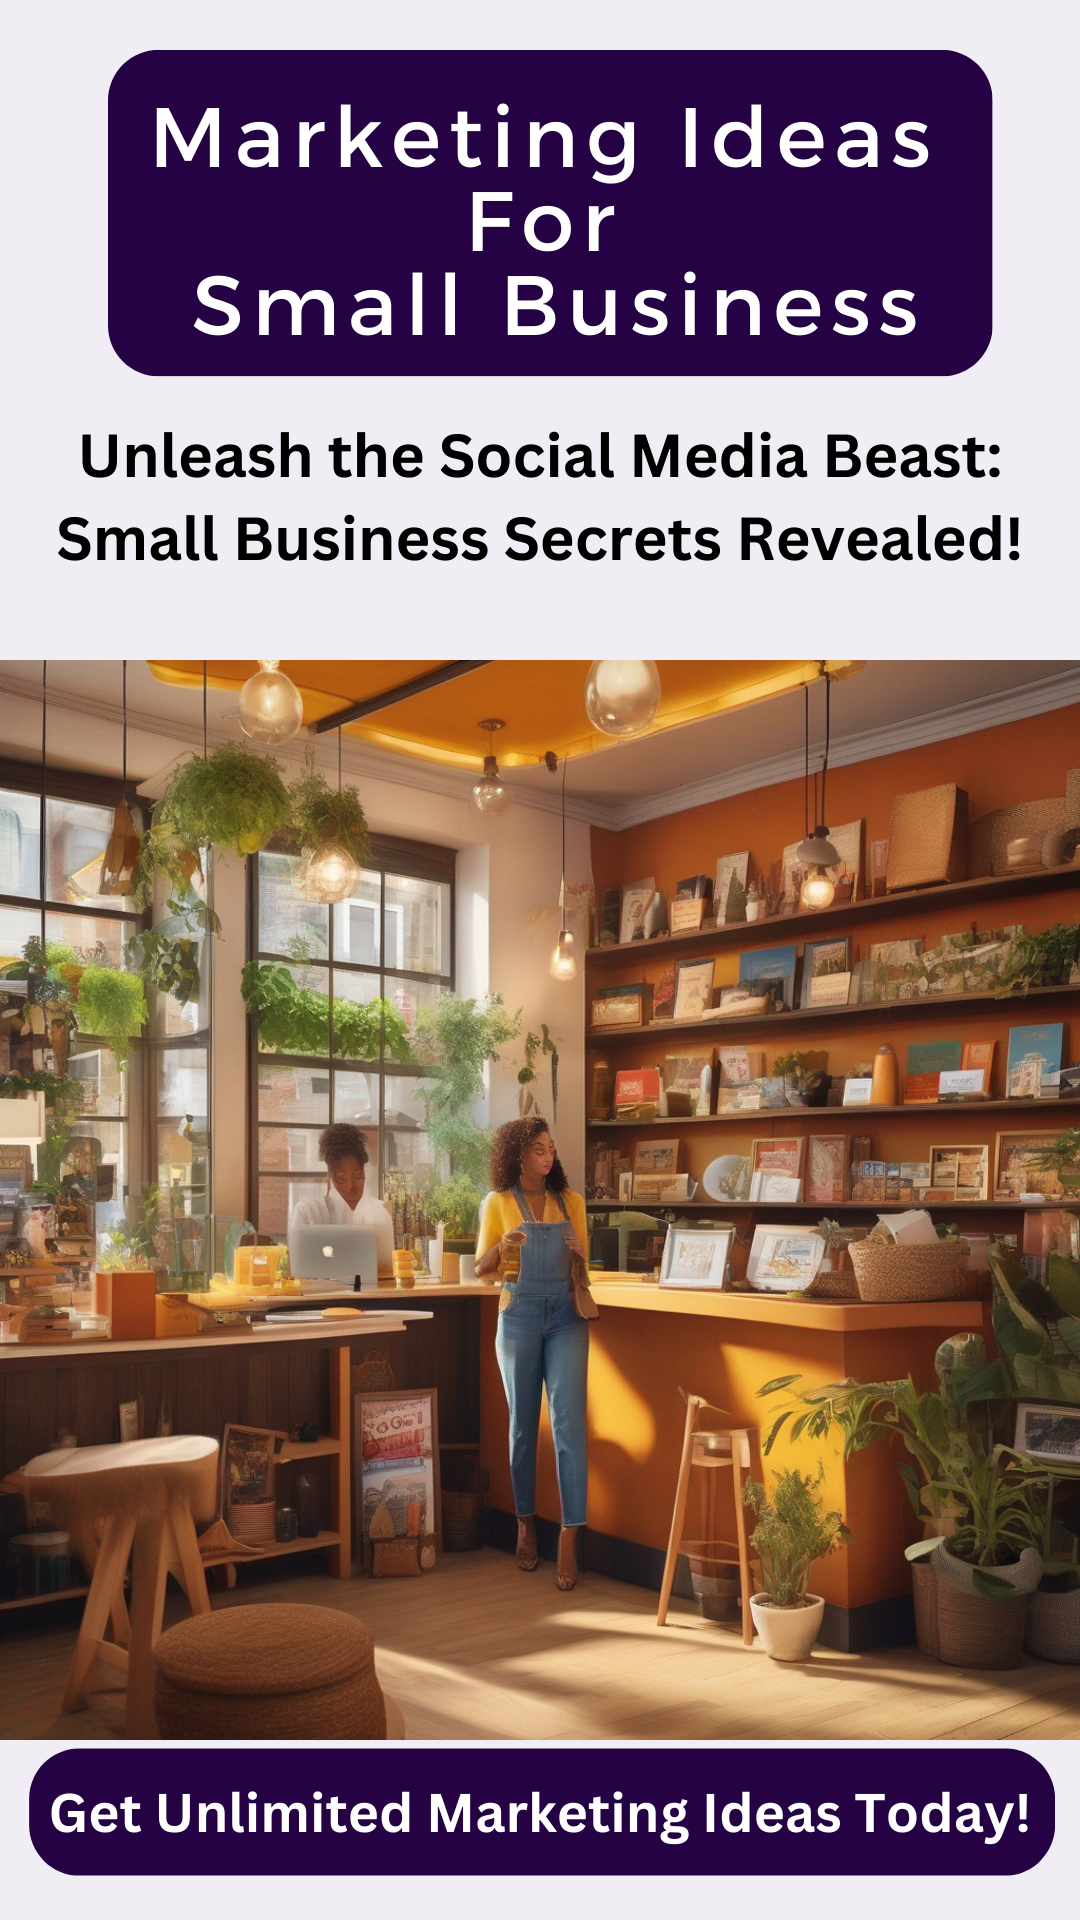 Marketing Ideas
For
Small Business
Unleash the Social Media Beast:
Small Business Secrets Revealed!
Get Unlimited Marketing Ideas Today!